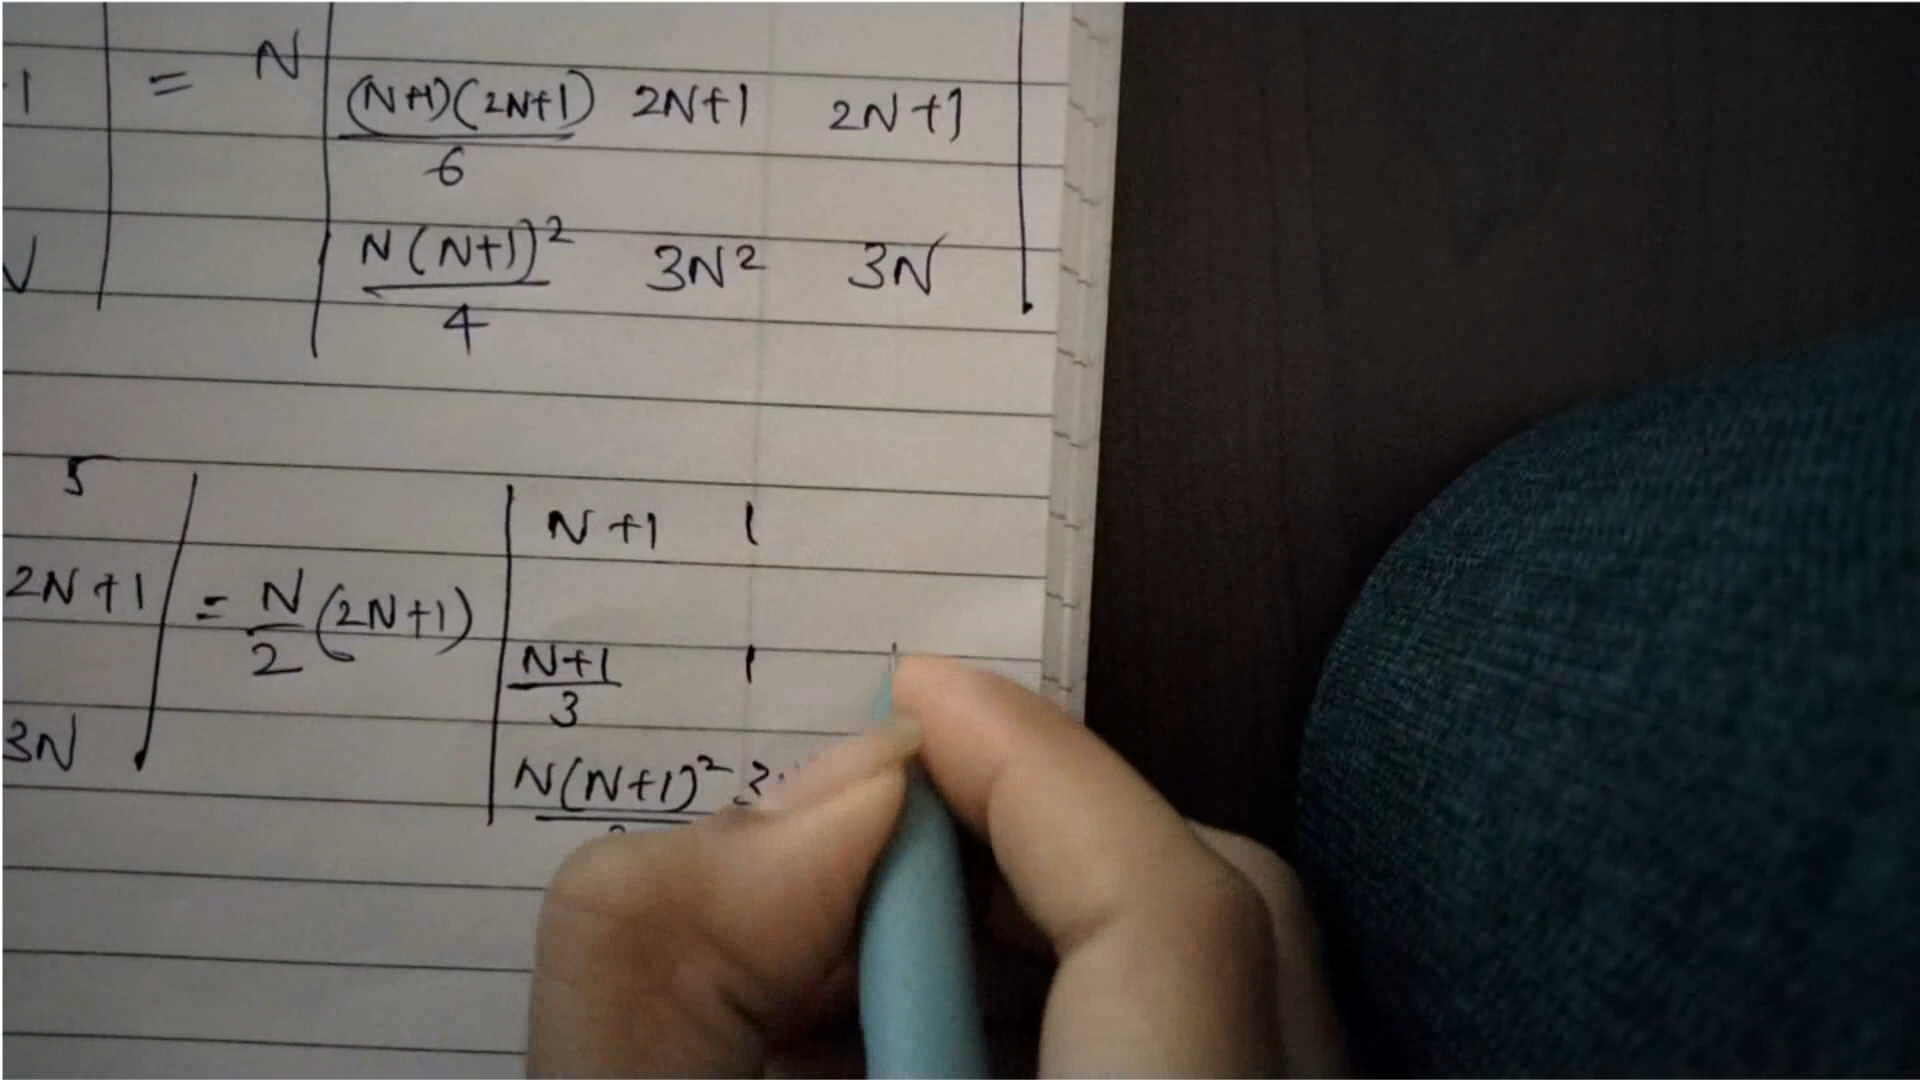 1 | = N | (N+1)(2N+1)/6 2N+1 2N+1 |
N(N+1)²/4 3N² 3N
5 | N+1 1
2N+1 | = N/2 (2N+1) | N+1/3 1
3N | N(N+1)²